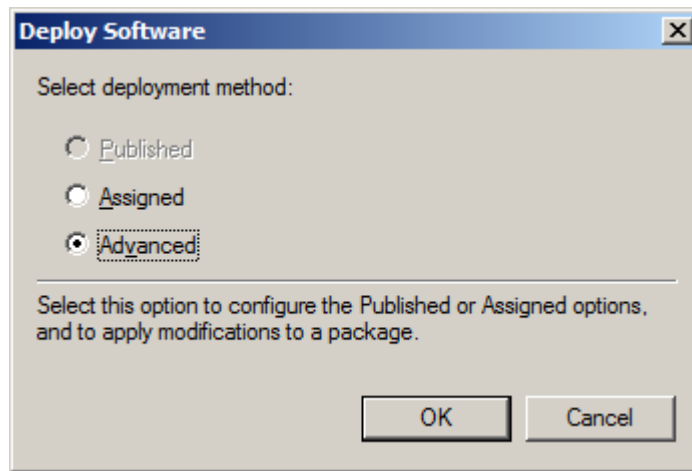 Deploy Software
Select deployment method:
Published
Assigned
Advanced
Select this option to configure the Published or Assigned options,
and to apply modifications to a package.
OK Cancel